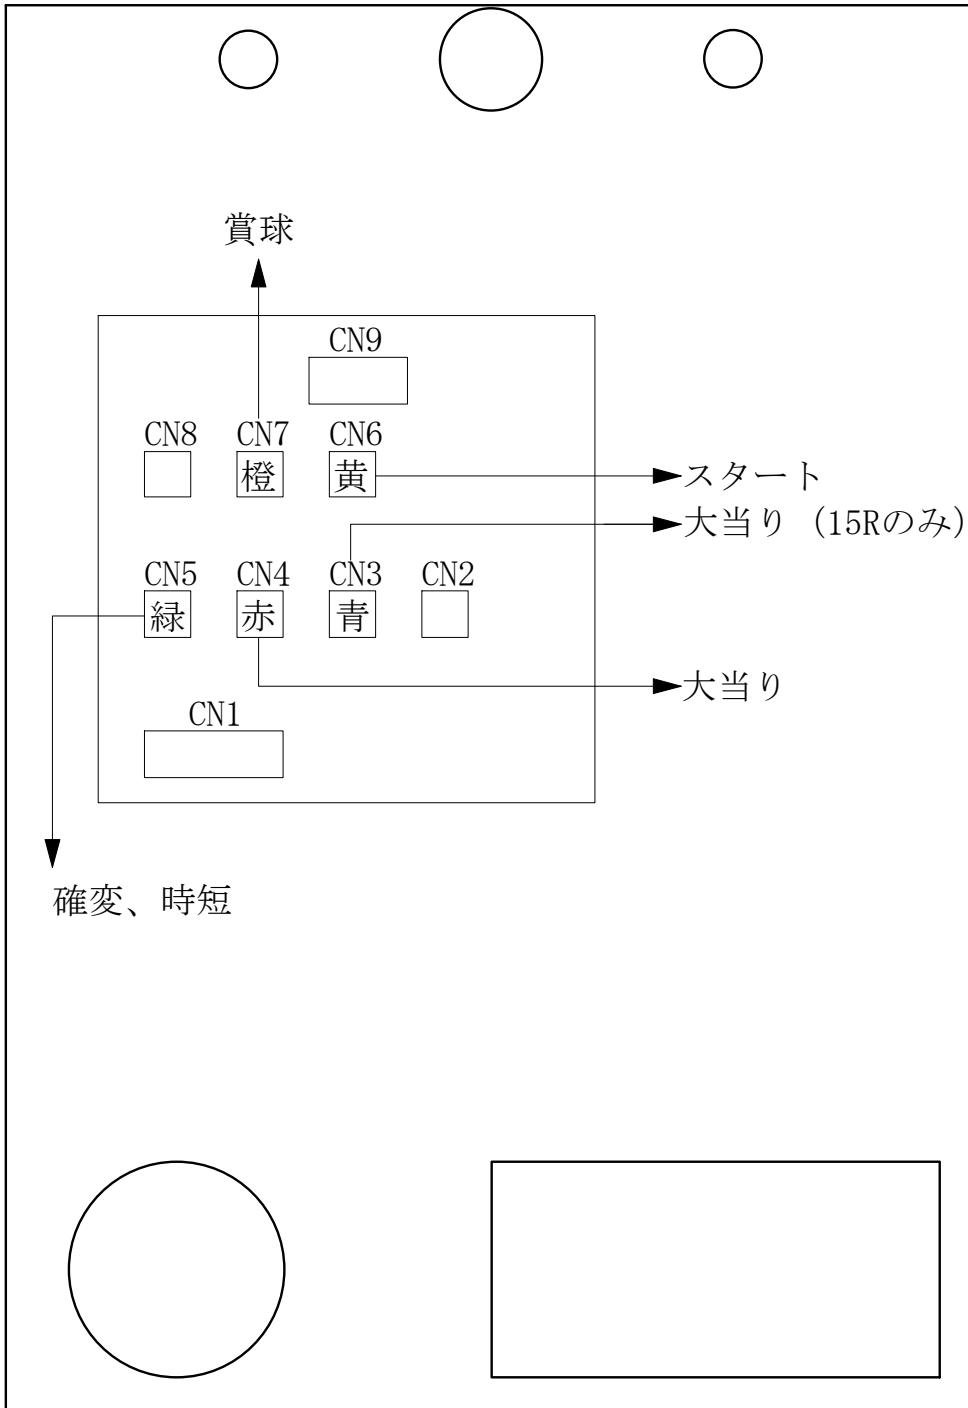 賞球
CN9
CN8 CN7 CN6
橙 黄
スタート
大当り (15Rのみ)
CN5 CN4 CN3 CN2
緑 赤 青
大当り
CN1
確変、時短